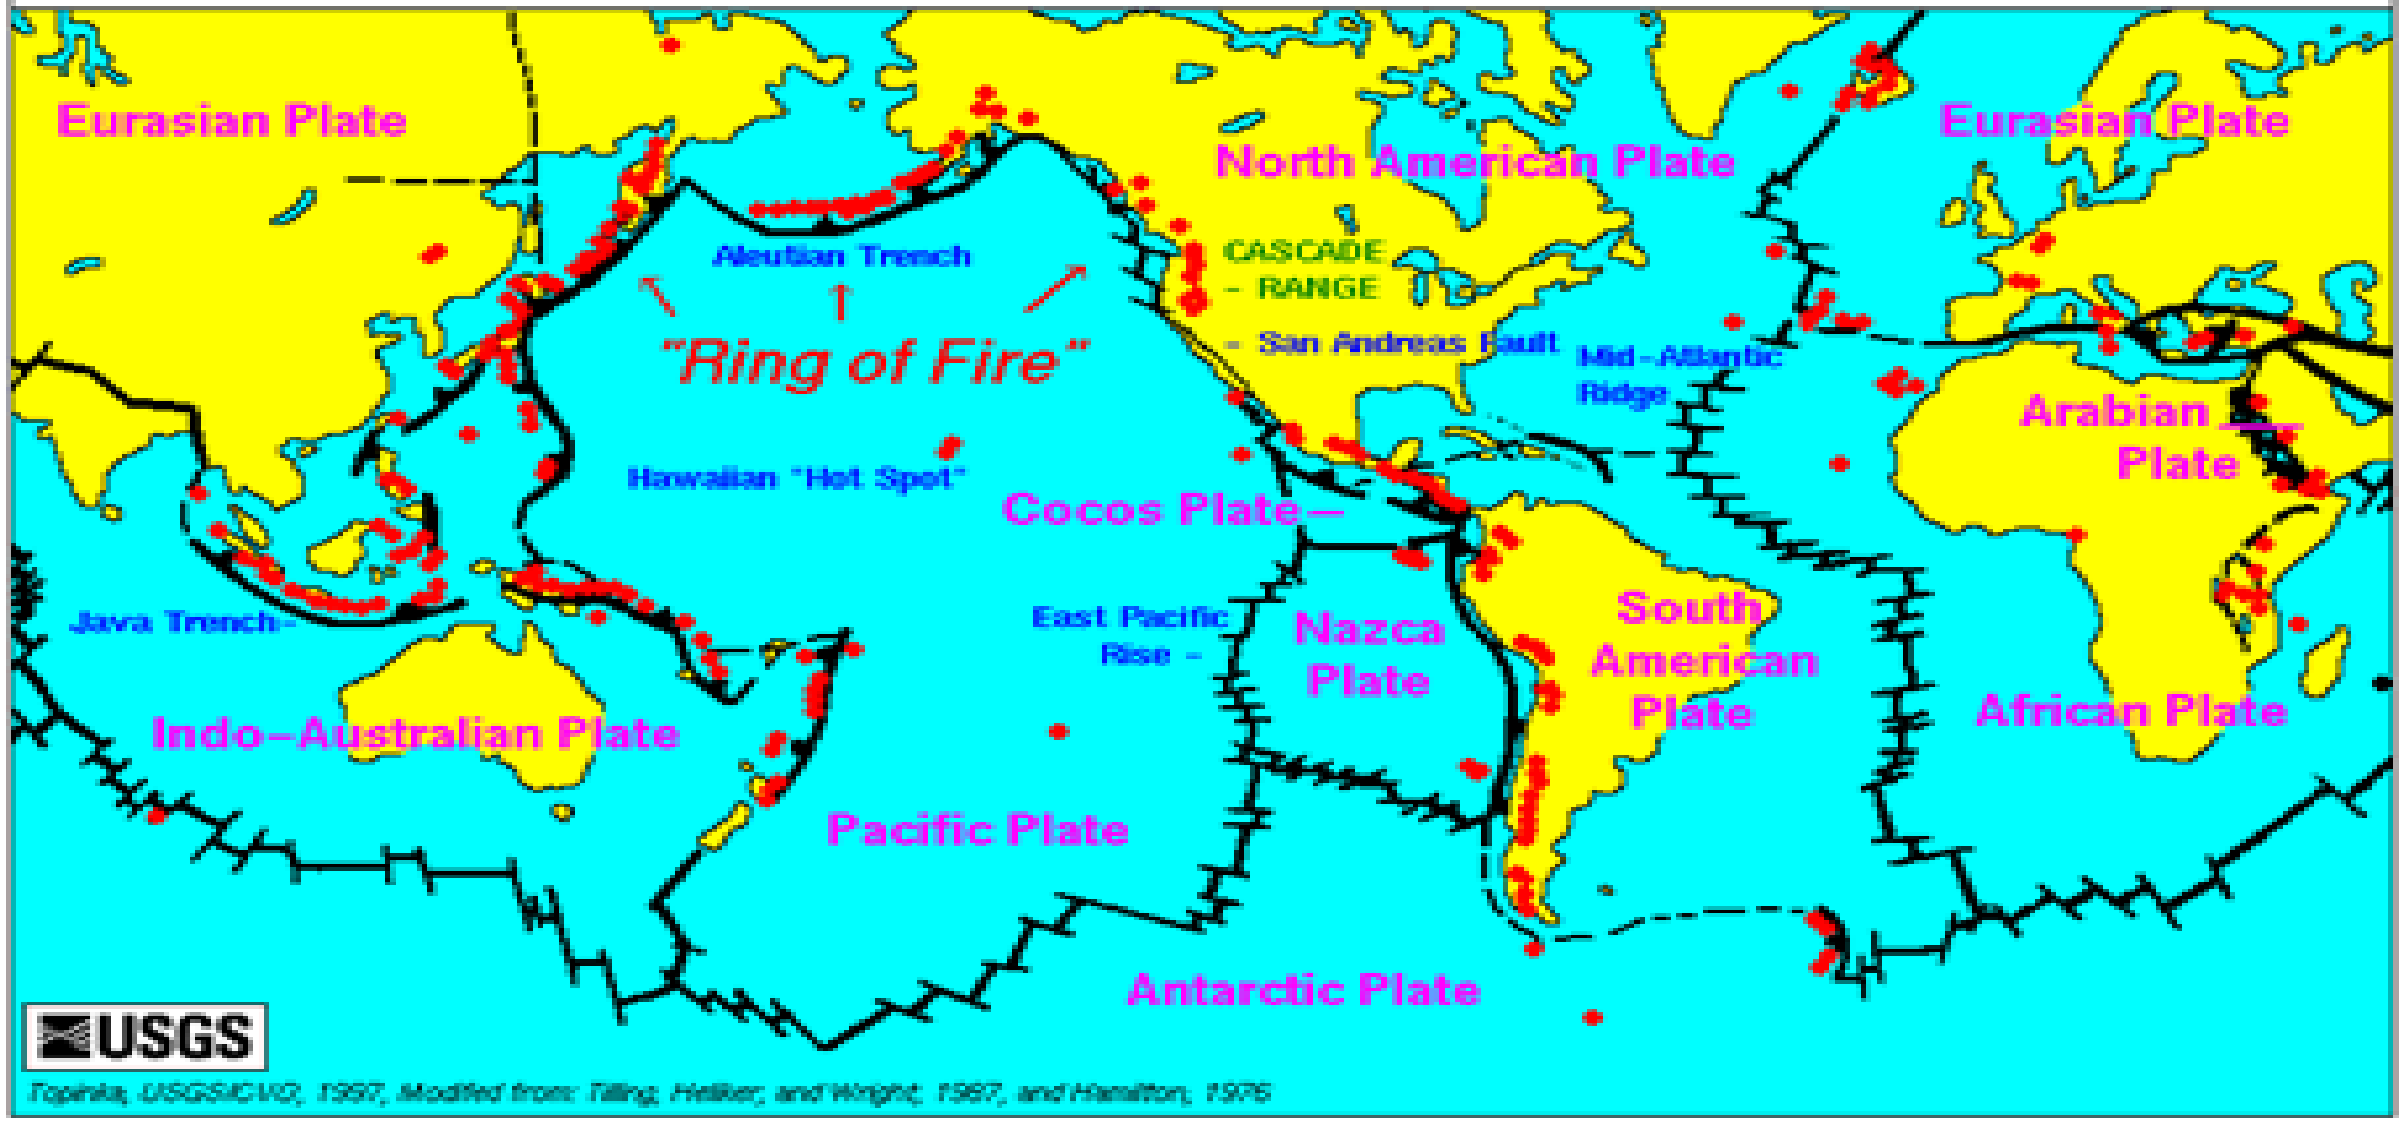 Eurasian Plate
Eurasian Plate
North American Plate
Aleutian Trench
CASCADE
- RANGE
"Ring of Fire"
- San Andreas Fault
Mid-Atlantic
Ridge
Arabian
Plate
Hawaiian "Hot Spot"
Cocos Plate
Java Trench
East Pacific
Rise -
Nazca
Plate
South
American
Plate
Indo-Australian Plate
African Plate
Pacific Plate
Antarctic Plate
USGS
Topinka, USGS/CVO, 1997, Modified from: Tilling, Heliker, and Wright, 1987, and Hamilton, 1976